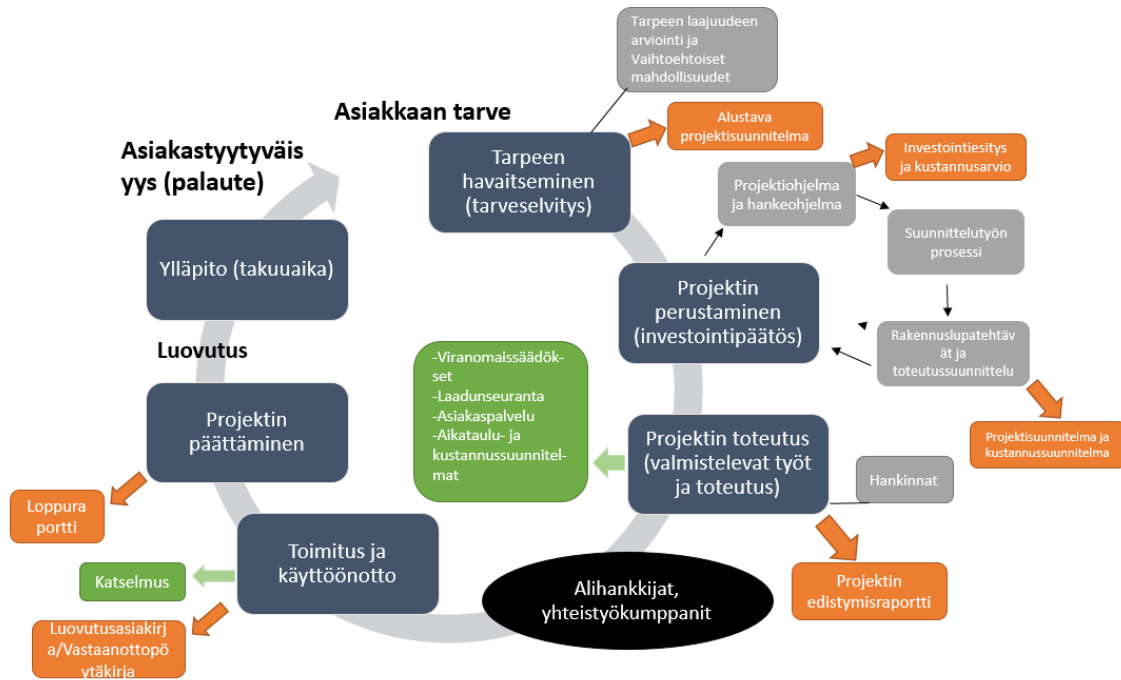 Tarpeen laajuudeen
arviointi ja
Vaihtoehtoiset
mahdollisuudet
Asiakkaan tarve
Alustava
projektisuunnitelma
Tarpeen
havaitseminen
(tarveselvitys)
Investointiesitys
ja kustannusarvio
Asiakastyytyväis
yys (palaute)
Projektiohjelma
ja hankeohjelma
Suunnittelutyön
prosessi
Ylläpito (takuuaika)
Projektin
perustaminen
(investointipäätös)
Rakennuslupatehtäv
ät ja
toteutussuunnittelu
Luovutus
-Viranomaissäädök-
set
-Laadunseuranta
-Asiakaspalvelu
-Aikataulu- ja
kustannussuunnitel-
mat
Projektin
päättäminen
Projektin toteutus
(valmistelevat työt
ja toteutus)
Projektisuunnitelma ja
kustannussuunnitelma
Hankinnat
Loppura
portti
Toimitus ja
käyttöönotto
Katselmus
Alihankkijat,
yhteistyökumppanit
Projektin
edistymisraportti
Luovutusasiakirj
a/Vastaanottopö
ytäkirja